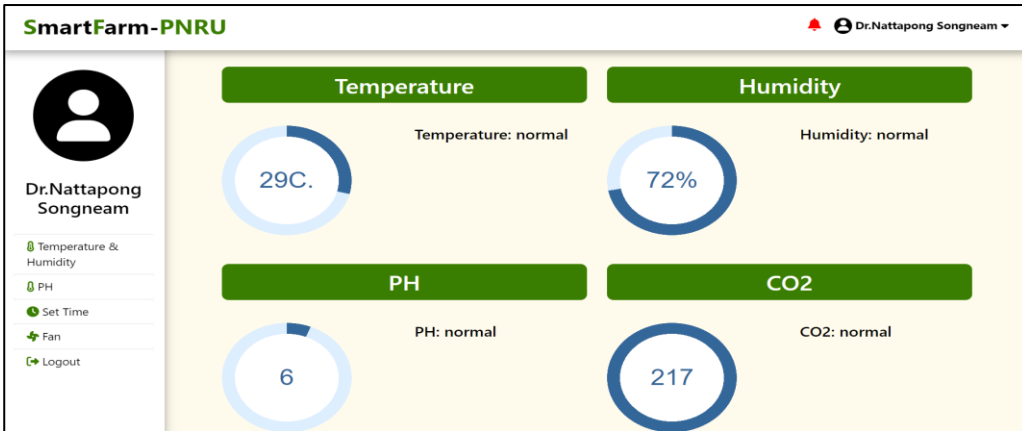 SmartFarm-PNRU
Dr.Nattapong Songneam
Dr.Nattapong
Songneam
Temperature &
Humidity
PH
Set Time
Fan
Logout
Temperature
Temperature: normal
29C.
Humidity
Humidity: normal
72%
PH
PH: normal
6
CO2
CO2: normal
217